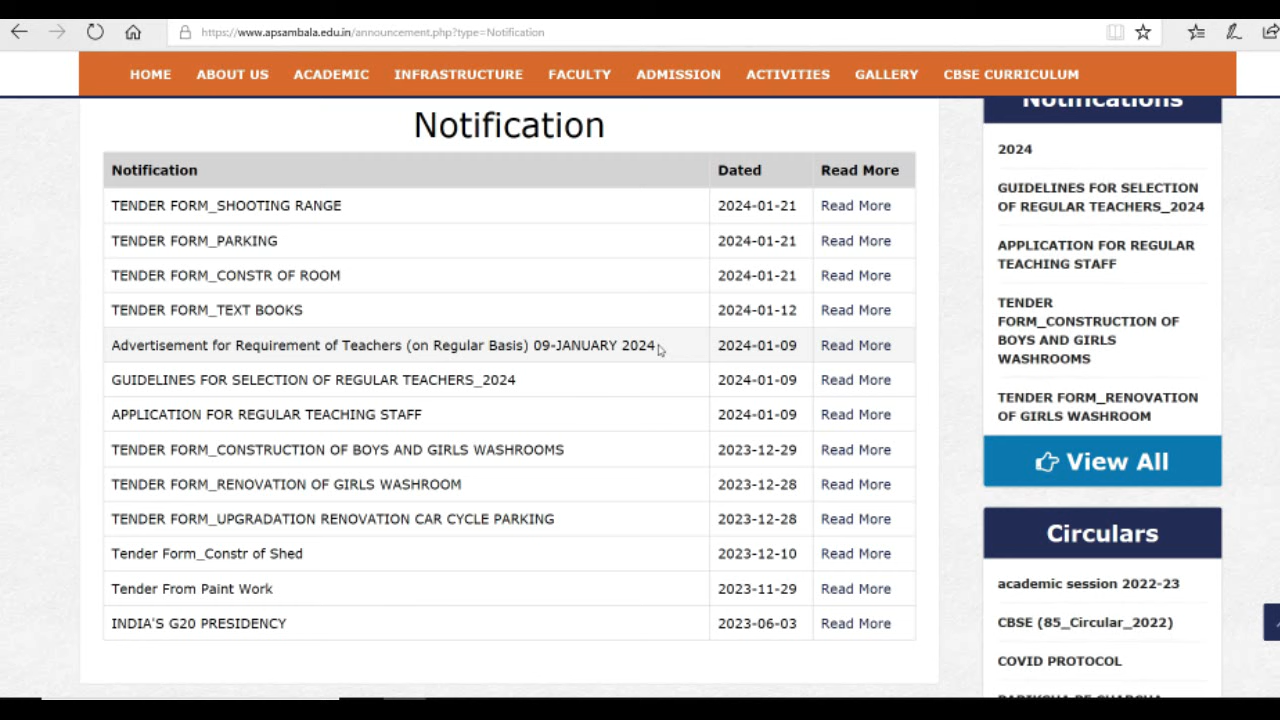 https://www.apsambala.edu.in/announcement.php?type=Notification
HOME ABOUT US ACADEMIC INFRASTRUCTURE FACULTY ADMISSION ACTIVITIES GALLERY CBSE CURRICULUM
Notification
Notification Dated Read More
TENDER FORM_SHOOTING RANGE 2024-01-21 Read More
TENDER FORM_PARKING 2024-01-21 Read More
TENDER FORM_CONSTR OF ROOM 2024-01-21 Read More
TENDER FORM_TEXT BOOKS 2024-01-12 Read More
Advertisement for Requirement of Teachers (on Regular Basis) 09-JANUARY 2024 2024-01-09 Read More
GUIDELINES FOR SELECTION OF REGULAR TEACHERS_2024 2024-01-09 Read More
APPLICATION FOR REGULAR TEACHING STAFF 2024-01-09 Read More
TENDER FORM_CONSTRUCTION OF BOYS AND GIRLS WASHROOMS 2023-12-29 Read More
TENDER FORM_RENOVATION OF GIRLS WASHROOM 2023-12-28 Read More
TENDER FORM_UPGRADATION RENOVATION CAR CYCLE PARKING 2023-12-28 Read More
Tender Form_Constr of Shed 2023-12-10 Read More
Tender From Paint Work 2023-11-29 Read More
INDIA'S G20 PRESIDENCY 2023-06-03 Read More
Notifications
2024
GUIDELINES FOR SELECTION
OF REGULAR TEACHERS_2024
APPLICATION FOR REGULAR
TEACHING STAFF
TENDER
FORM_CONSTRUCTION OF
BOYS AND GIRLS
WASHROOMS
TENDER FORM_RENOVATION
OF GIRLS WASHROOM
View All
Circulars
academic session 2022-23
CBSE (85_Circular_2022)
COVID PROTOCOL